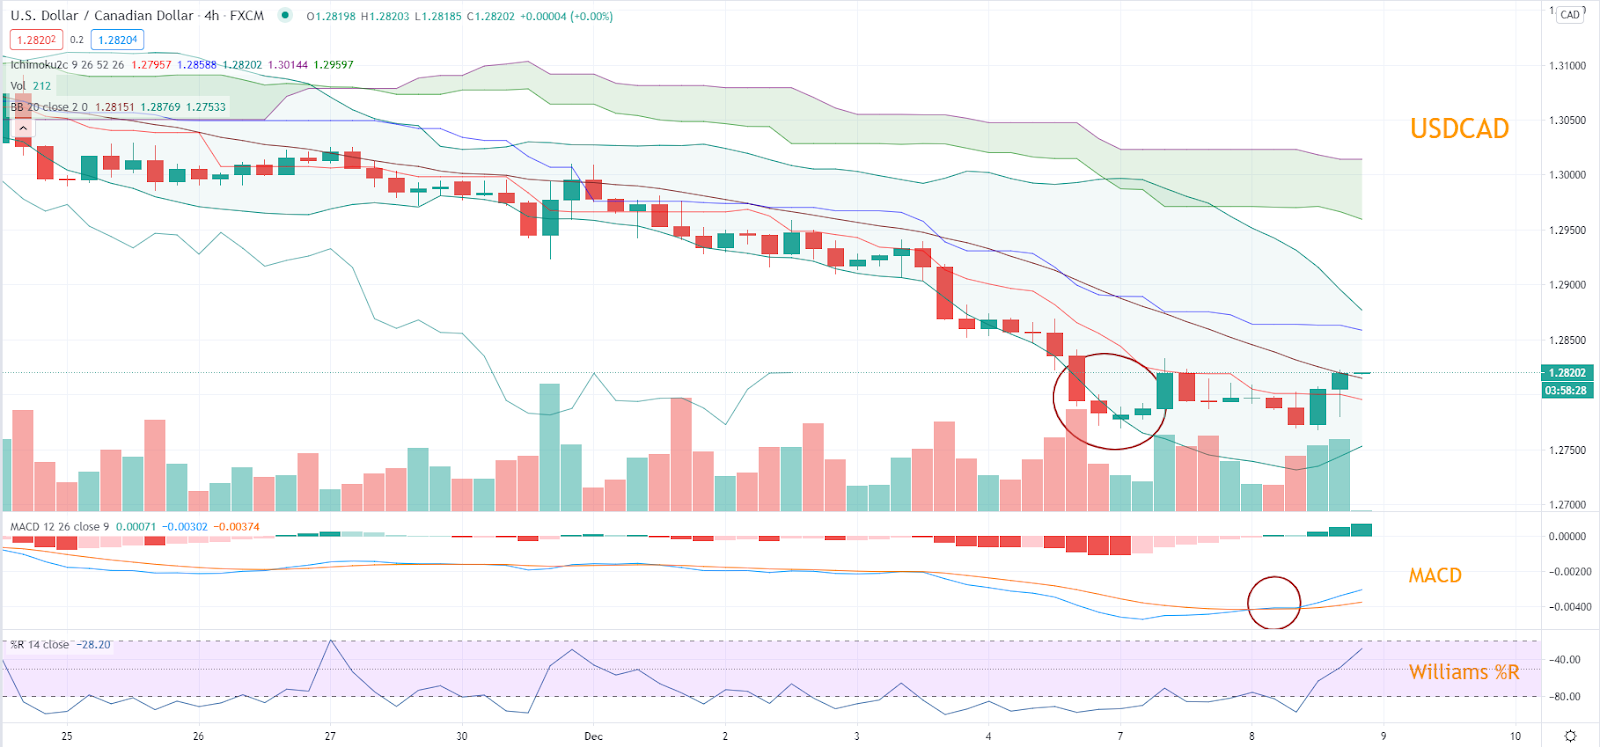 U.S. Dollar / Canadian Dollar · 4h · FXCM O1.28198 H1.28203 L1.28185 C1.28202 +0.00004 (+0.00%)
1.28202 0.2 1.28204
Ichimoku2c 9 26 52 26 1.27957 1.28588 1.28202 1.30144 1.29597
Vol 212
BB 20 close 2 0 1.28151 1.28769 1.27533
CAD
1.31000
1.30500
USDCAD
1.30000
1.29500
1.29000
1.28500
1.28202
03:58:28
1.27500
1.27000
MACD 12 26 close 9 0.00071 −0.00302 −0.00374
0.00000
−0.00200
MACD
−0.00400
%R 14 close −28.20
−40.00
Williams %R
−80.00
25 26 27 30 Dec 2 3 4 7 8 9 10